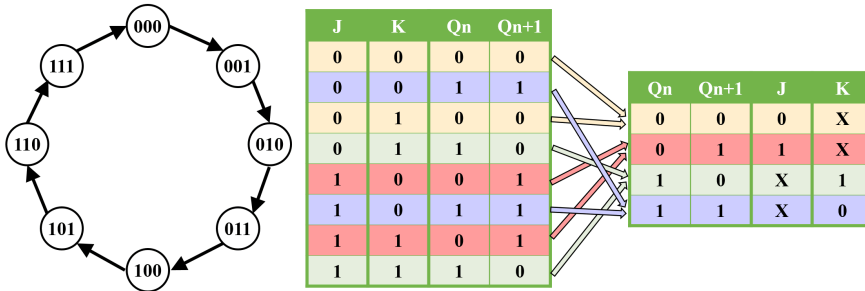 000
001
010
011
100
101
110
111
J K Qn Qn+1
0 0 0 0
0 0 1 1
0 1 0 0
0 1 1 0
1 0 0 1
1 0 1 1
1 1 0 1
1 1 1 0
Qn Qn+1 J K
0 0 0 X
0 1 1 X
1 0 X 1
1 1 X 0